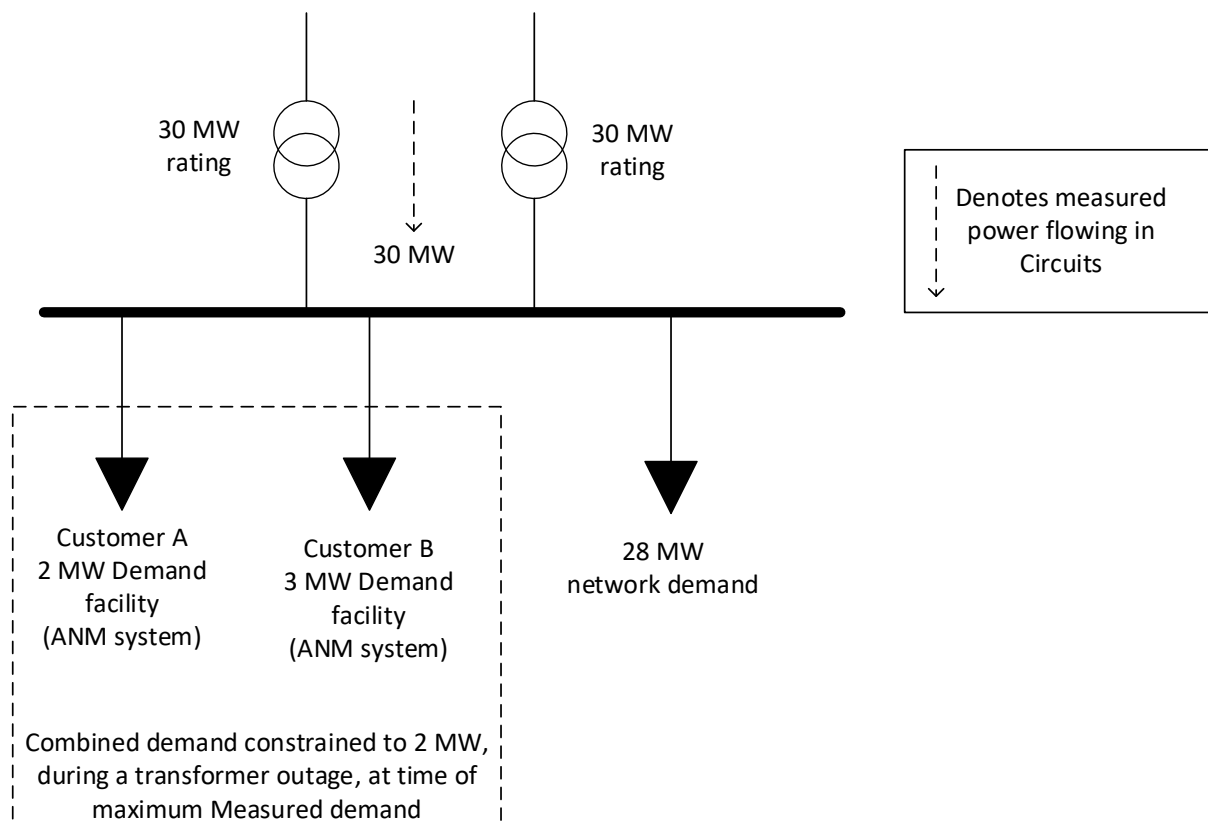 30 MW
rating
30 MW
30 MW
rating
Denotes measured
power flowing in
Circuits
Customer A
2 MW Demand
facility
(ANM system)
Customer B
3 MW Demand
facility
(ANM system)
28 MW
network demand
Combined demand constrained to 2 MW,
during a transformer outage, at time of
maximum Measured demand